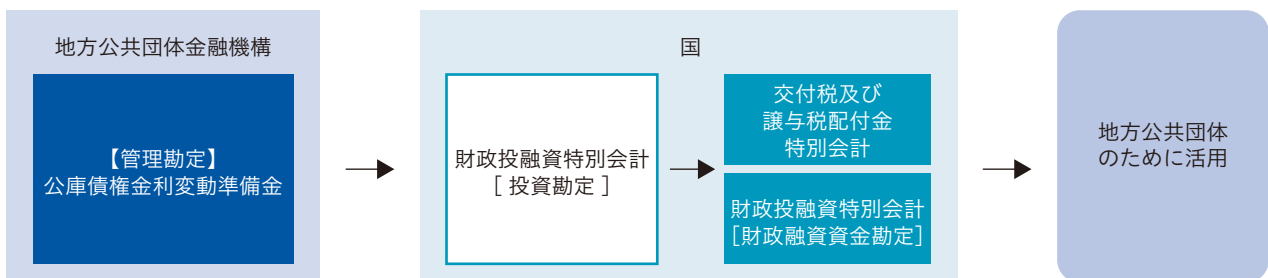 地方公共団体金融機構
【管理勘定】
公庫債権金利変動準備金
国
財政投融資特別会計
［ 投資勘定 ］
交付税及び
譲与税配付金
特別会計
財政投融資特別会計
［財政融資資金勘定］
地方公共団体
のために活用